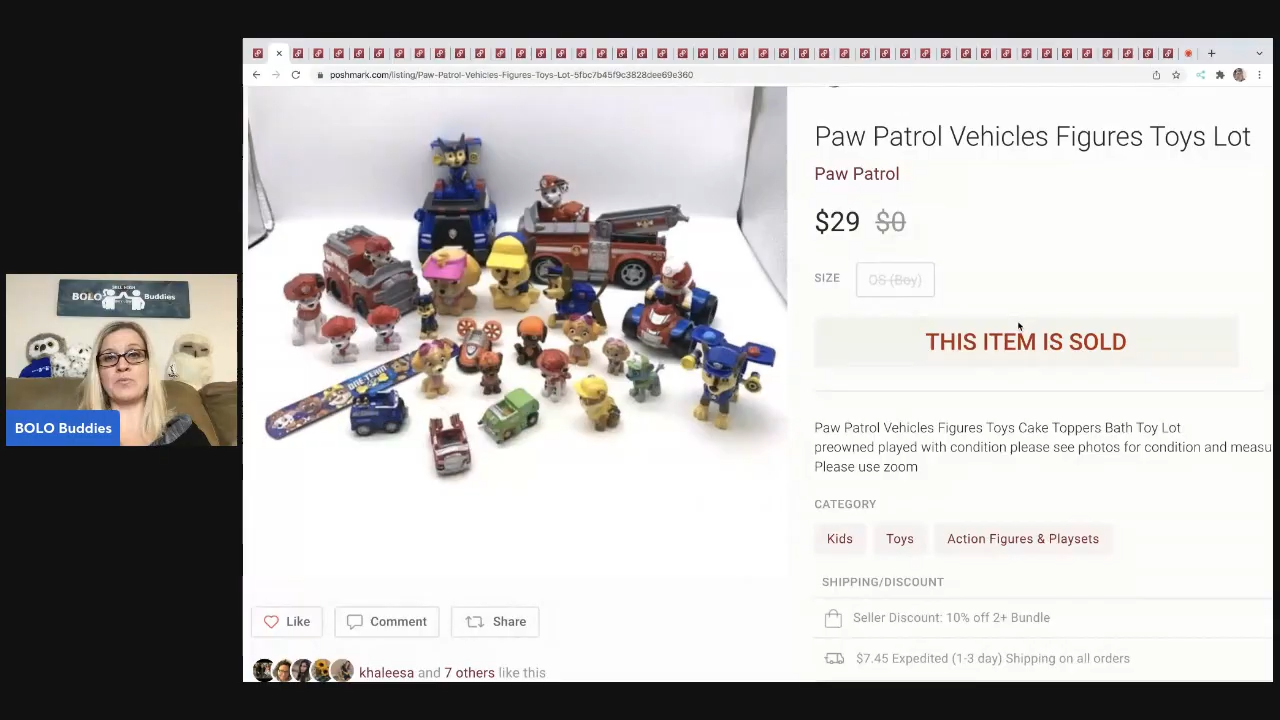 poshmark.com/listing/Paw-Patrol-Vehicles-Figures-Toys-Lot-5fbc7b45f9c3828dee69e360
Paw Patrol Vehicles Figures Toys Lot
Paw Patrol
$29 $0
SIZE OS (Boy)
THIS ITEM IS SOLD
Paw Patrol Vehicles Figures Toys Cake Toppers Bath Toy Lot
preowned played with condition please see photos for condition and measu
Please use zoom
CATEGORY
Kids Toys Action Figures & Playsets
SHIPPING/DISCOUNT
Seller Discount: 10% off 2+ Bundle
$7.45 Expedited (1-3 day) Shipping on all orders
Like Comment Share
khaleesa and 7 others like this
ONE TEAM
BOLO Buddies
BOLO Buddies